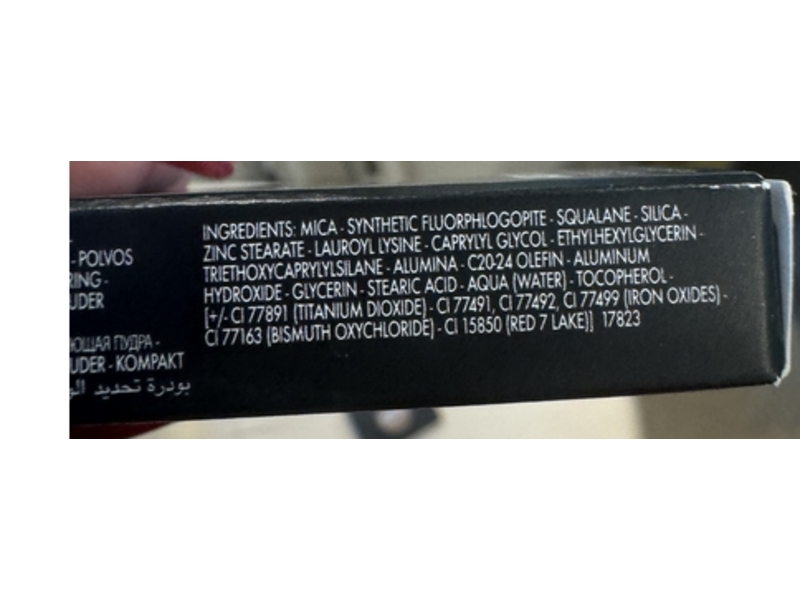 - POLVOS
RING -
UDER
ЮЩАЯ ПУДРА -
UDER - KOMPAKT
بودرة تحديد
INGREDIENTS: MICA - SYNTHETIC FLUORPHLOGOPITE - SQUALANE - SILICA -
ZINC STEARATE - LAUROYL LYSINE - CAPRYLYL GLYCOL - ETHYLHEXYLGLYCERIN -
TRIETHOXYCAPRYLYLSILANE - ALUMINA - C20-24 OLEFIN - ALUMINUM
HYDROXIDE - GLYCERIN - STEARIC ACID - AQUA (WATER) - TOCOPHEROL -
[+/- CI 77891 (TITANIUM DIOXIDE) - CI 77491, CI 77492, CI 77499 (IRON OXIDES) -
CI 77163 (BISMUTH OXYCHLORIDE) - CI 15850 (RED 7 LAKE)] 17823